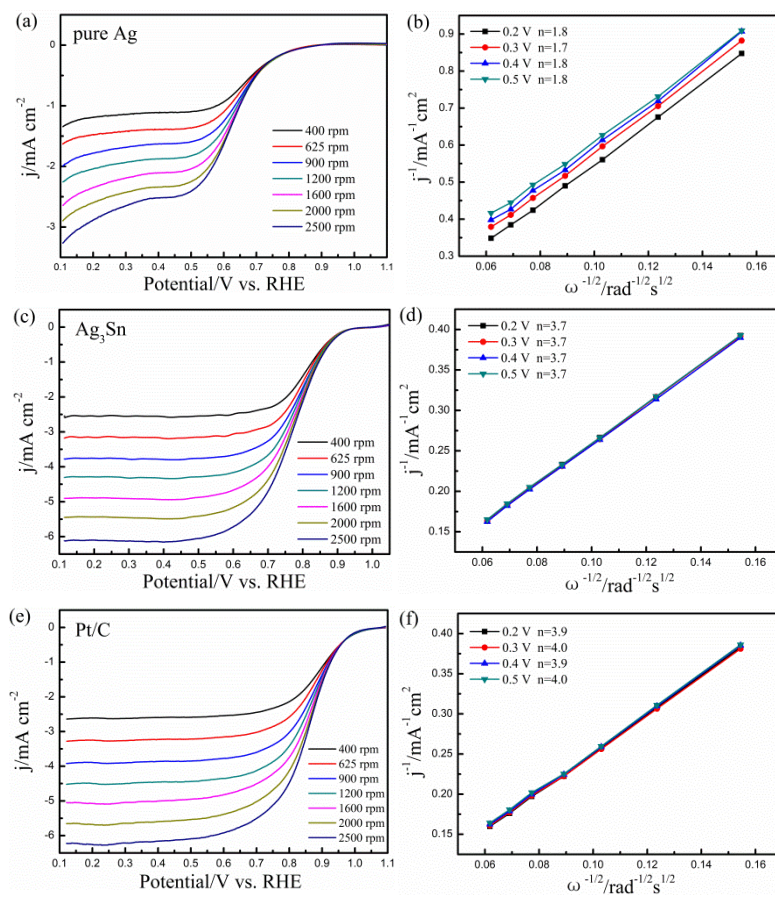 (a)
pure Ag
j/mA cm⁻²
-1
-2
-3
400 rpm
625 rpm
900 rpm
1200 rpm
1600 rpm
2000 rpm
2500 rpm
0.1 0.2 0.3 0.4 0.5 0.6 0.7 0.8 0.9 1.0 1.1
Potential/V vs. RHE
(b)
j⁻¹/mA⁻¹cm²
0.9
0.8
0.7
0.6
0.5
0.4
0.3
0.2 V n=1.8
0.3 V n=1.7
0.4 V n=1.8
0.5 V n=1.8
0.06 0.08 0.10 0.12 0.14 0.16
ω⁻¹/²/rad⁻¹/²s¹/²
(c)
Ag₃Sn
j/mA cm⁻²
0
-1
-2
-3
-4
-5
-6
400 rpm
625 rpm
900 rpm
1200 rpm
1600 rpm
2000 rpm
2500 rpm
0.1 0.2 0.3 0.4 0.5 0.6 0.7 0.8 0.9 1.0
Potential/V vs. RHE
(d)
j⁻¹/mA⁻¹cm²
0.40
0.35
0.30
0.25
0.20
0.15
0.2 V n=3.7
0.3 V n=3.7
0.4 V n=3.7
0.5 V n=3.7
0.06 0.08 0.10 0.12 0.14 0.16
ω⁻¹/²/rad⁻¹/²s¹/²
(e)
Pt/C
j/mA cm⁻²
0
-1
-2
-3
-4
-5
-6
400 rpm
625 rpm
900 rpm
1200 rpm
1600 rpm
2000 rpm
2500 rpm
0.1 0.2 0.3 0.4 0.5 0.6 0.7 0.8 0.9 1.0 1.1
Potential/V vs. RHE
(f)
j⁻¹/mA⁻¹cm²
0.40
0.35
0.30
0.25
0.20
0.15
0.2 V n=3.9
0.3 V n=4.0
0.4 V n=3.9
0.5 V n=4.0
0.06 0.08 0.10 0.12 0.14 0.16
ω⁻¹/²/rad⁻¹/²s¹/²